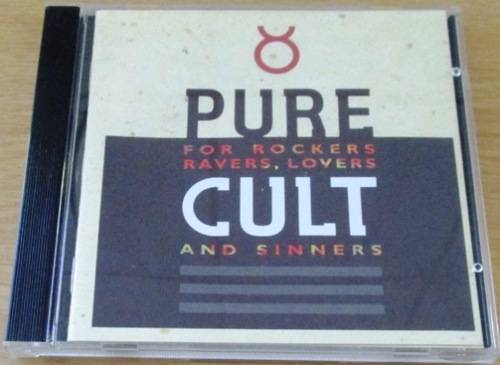 PURE
FOR ROCKERS
RAVERS, LOVERS
CULT
AND SINNERS